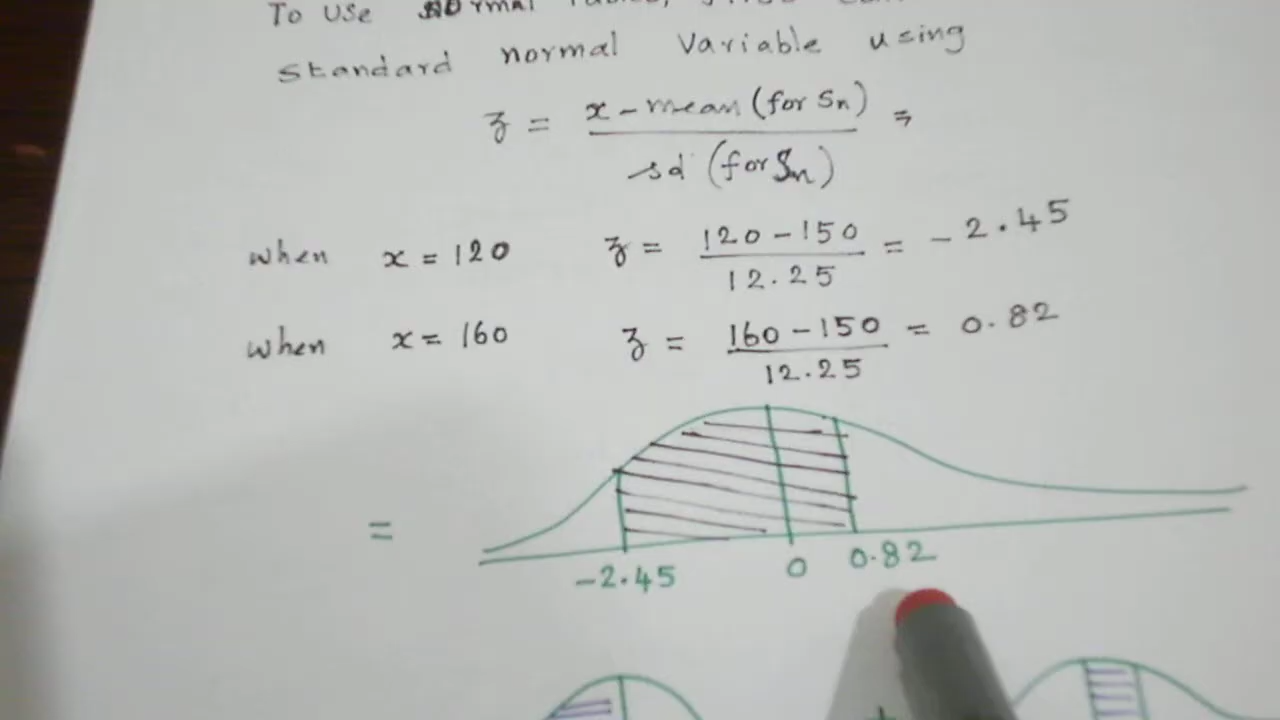 To use normal
standard normal variable using
z = x - mean (for Sn) / sd (for Sn) =
when x = 120 z = 120 - 150 / 12.25 = - 2.45
when x = 160 z = 160 - 150 / 12.25 = 0.82
=
-2.45 0 0.82
+